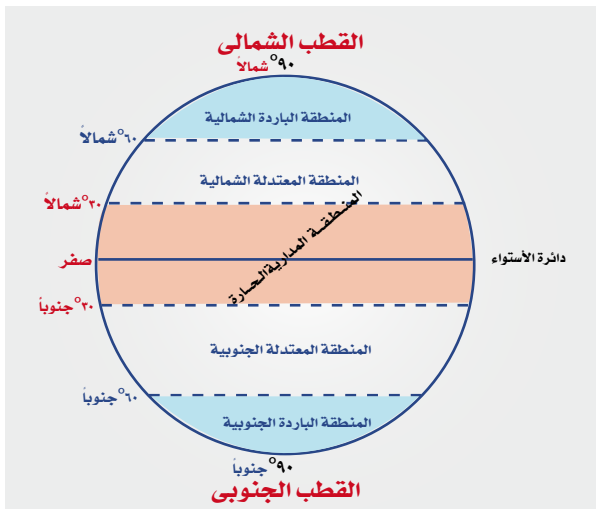 القطب الشمالى
٩٠° شمالاً
المنطقة الباردة الشمالية
٦٠° شمالاً
المنطقة المعتدلة الشمالية
٣٠° شمالاً
المنطقة المدارية الحارة
صفر
دائرة الأستواء
٣٠° جنوباً
المنطقة المعتدلة الجنوبية
٦٠° جنوباً
المنطقة الباردة الجنوبية
٩٠° جنوباً
القطب الجنوبى